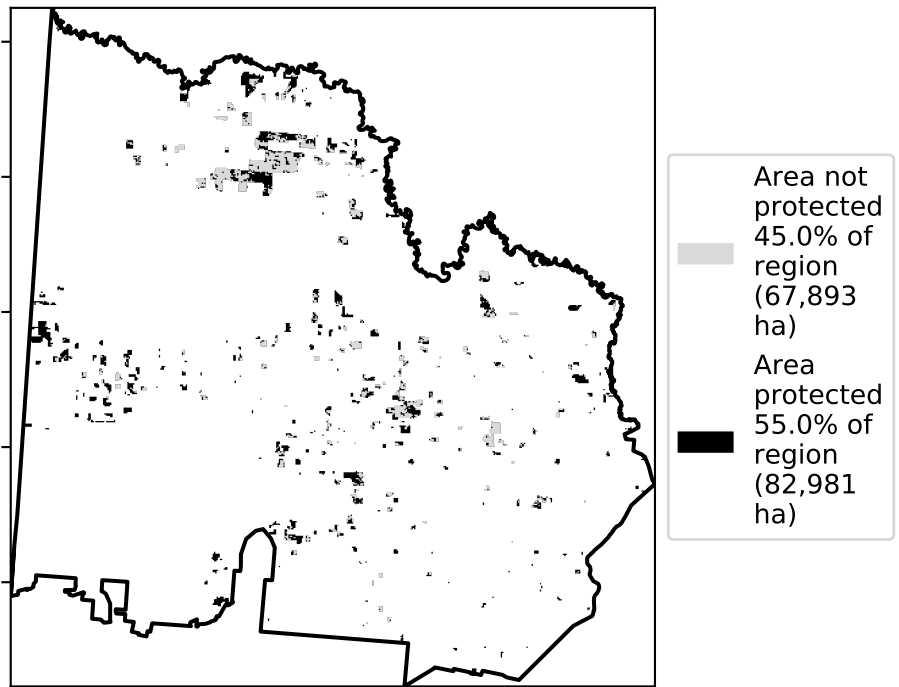 Area not
protected
45.0% of
region
(67,893
ha)
Area
protected
55.0% of
region
(82,981
ha)